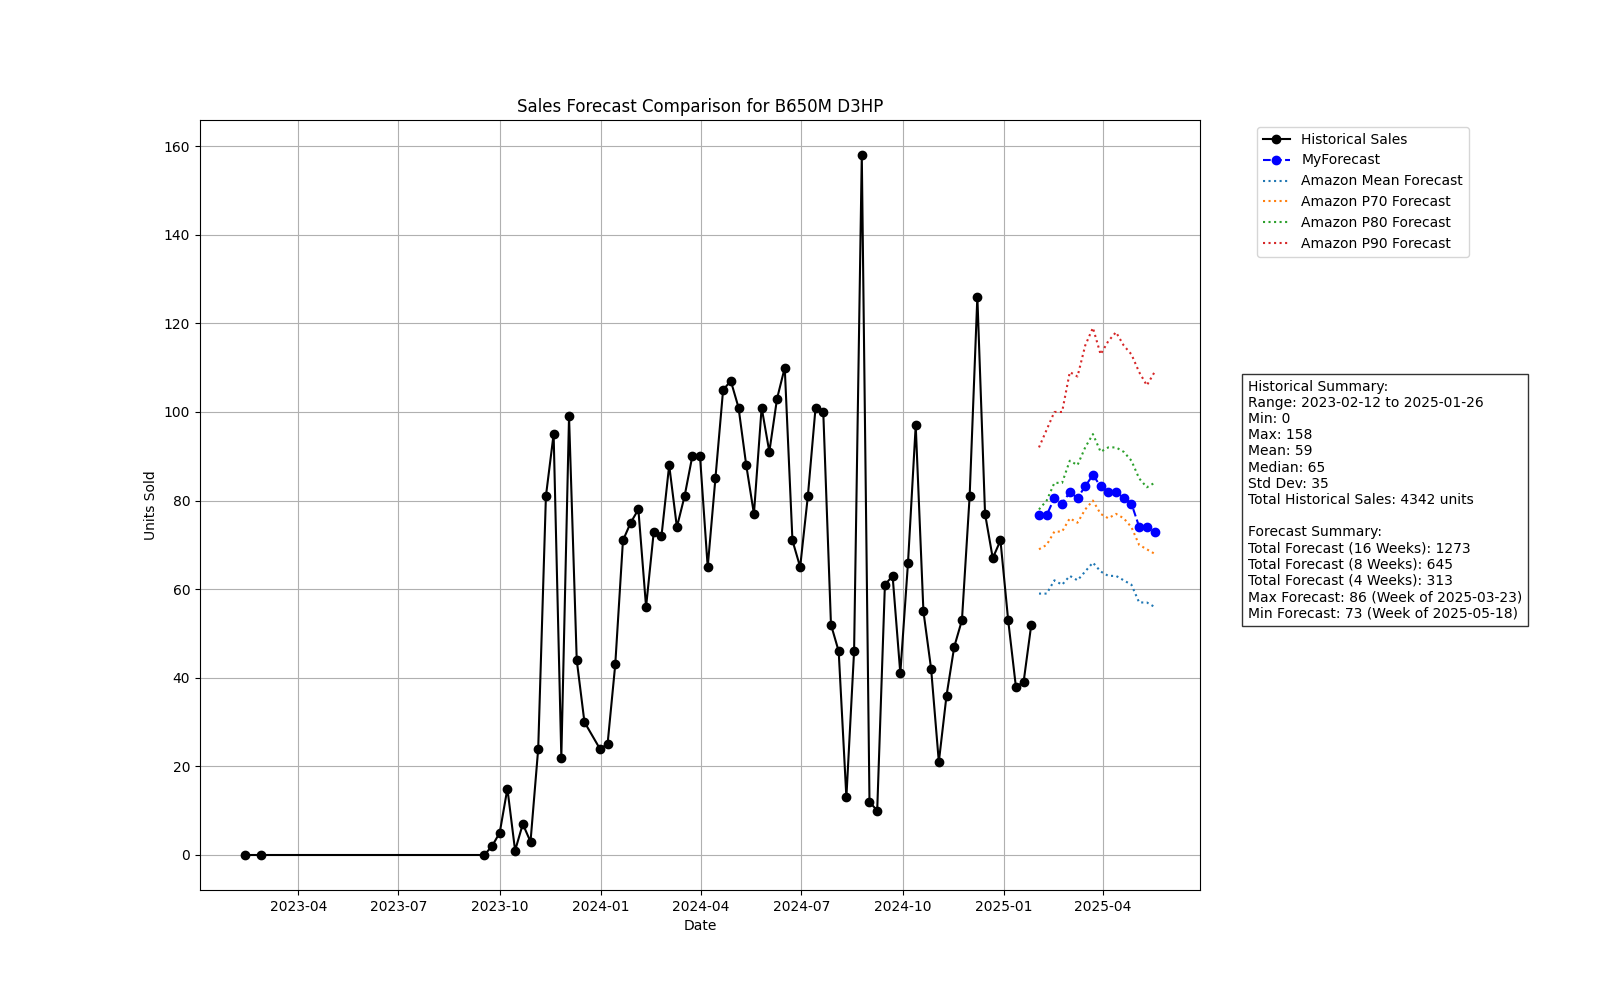 Sales Forecast Comparison for B650M D3HP
160
140
120
100
80
60
40
20
0
Units Sold
2023-04
2023-07
2023-10
2024-01
2024-04
2024-07
2024-10
2025-01
2025-04
Date
Historical Sales
MyForecast
Amazon Mean Forecast
Amazon P70 Forecast
Amazon P80 Forecast
Amazon P90 Forecast
Historical Summary:
Range: 2023-02-12 to 2025-01-26
Min: 0
Max: 158
Mean: 59
Median: 65
Std Dev: 35
Total Historical Sales: 4342 units
Forecast Summary:
Total Forecast (16 Weeks): 1273
Total Forecast (8 Weeks): 645
Total Forecast (4 Weeks): 313
Max Forecast: 86 (Week of 2025-03-23)
Min Forecast: 73 (Week of 2025-05-18)